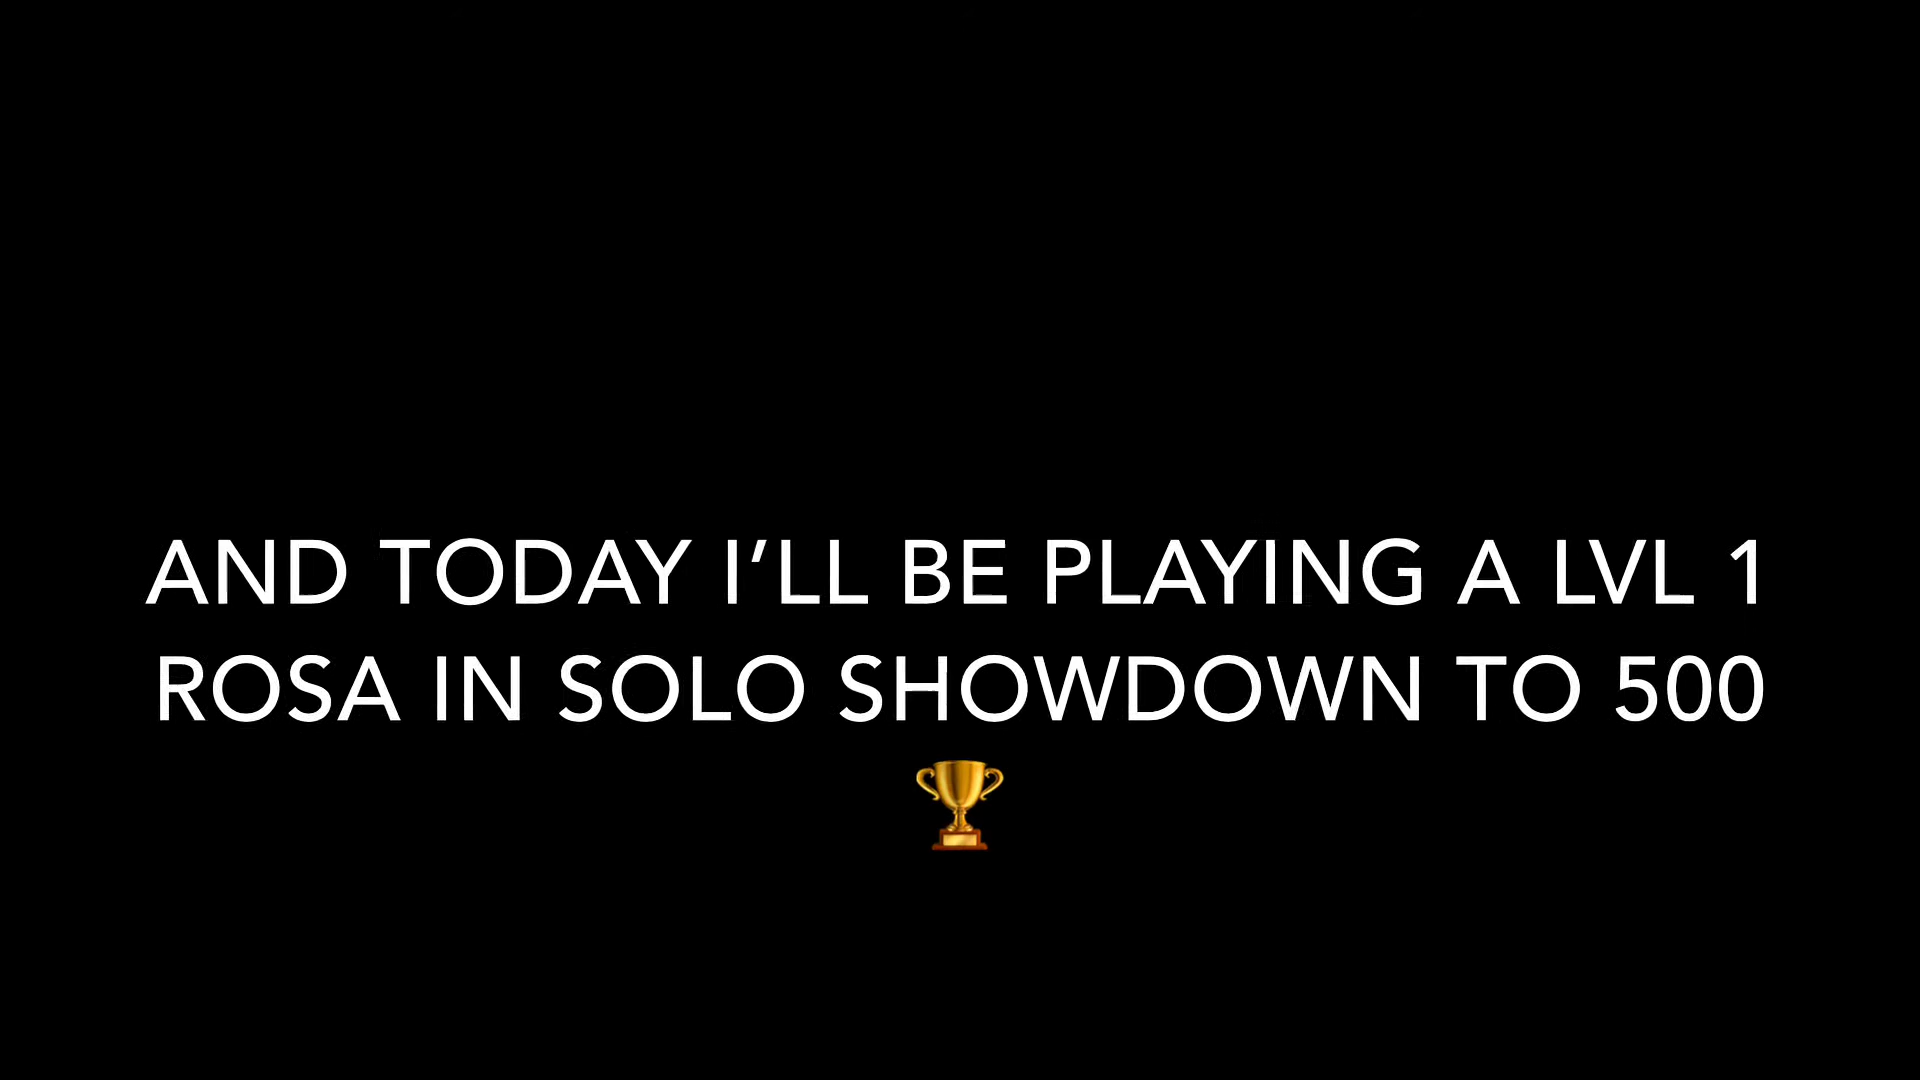 AND TODAY I’LL BE PLAYING A LVL 1
ROSA IN SOLO SHOWDOWN TO 500
🏆